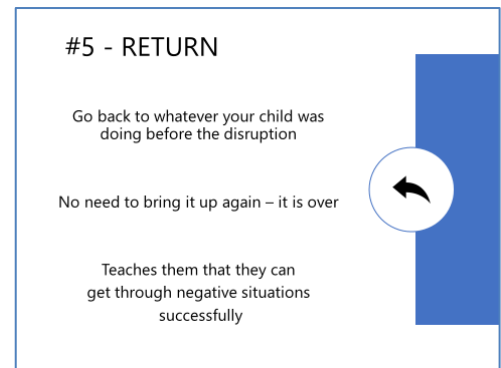 #5 - RETURN
Go back to whatever your child was
doing before the disruption
No need to bring it up again – it is over
Teaches them that they can
get through negative situations
successfully